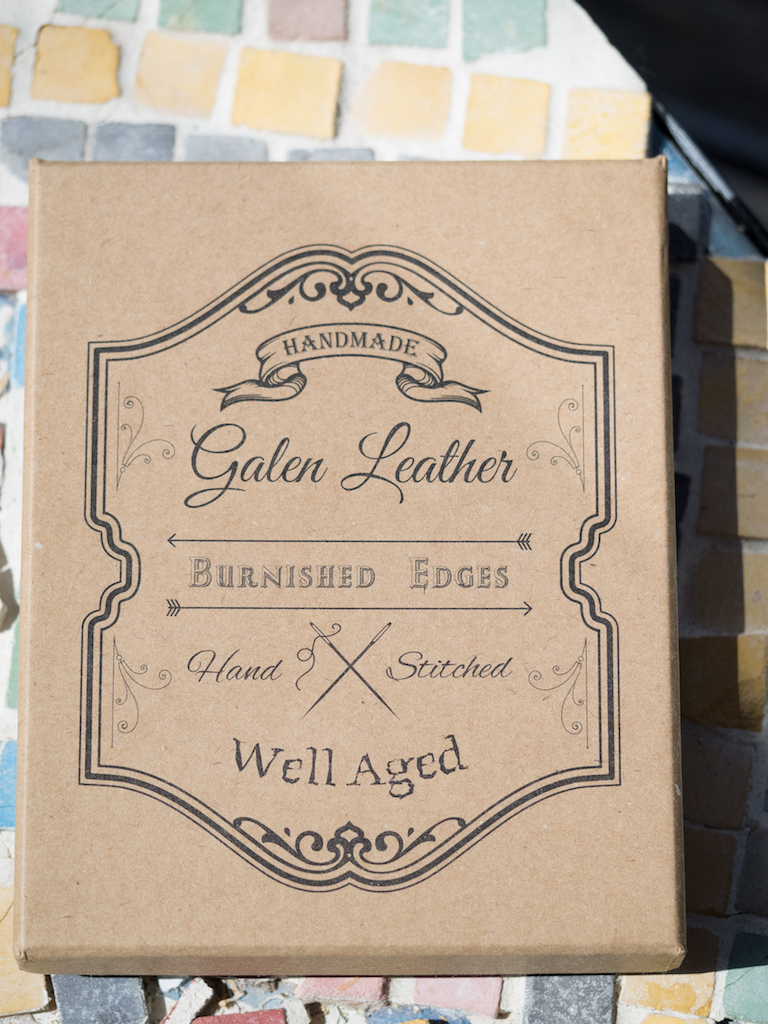 HANDMADE
Galen Leather
BURNISHED EDGES
Hand Stitched
Well Aged